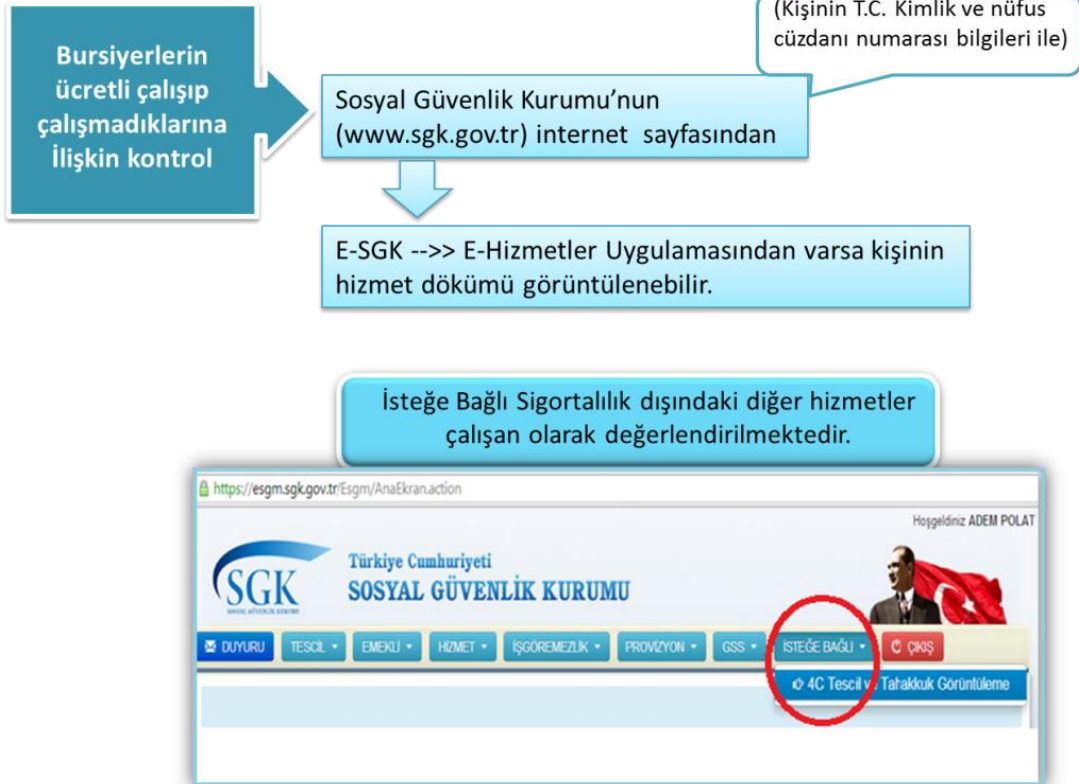 (Kişinin T.C. Kimlik ve nüfus
cüzdanı numarası bilgileri ile)
Bursiyerlerin
ücretli çalışıp
çalışmadıklarına
İlişkin kontrol
Sosyal Güvenlik Kurumu’nun
(www.sgk.gov.tr) internet sayfasından
E-SGK -->> E-Hizmetler Uygulamasından varsa kişinin
hizmet dökümü görüntülenebilir.
İsteğe Bağlı Sigortalılık dışındaki diğer hizmetler
çalışan olarak değerlendirilmektedir.
https://esgm.sgk.gov.tr/Esgm/AnaEkran.action
Hoşgeldiniz ADEM POLAT
SGK
SOSYAL GÜVENLİK KURUMU
Türkiye Cumhuriyeti
SOSYAL GÜVENLİK KURUMU
DUYURU TESCİL EMEKLİ HİZMET İŞGÖREMEZLİK PROVİZYON GSS İSTEĞE BAĞLI ÇIKIŞ
4C Tescil ve Tahakkuk Görüntüleme